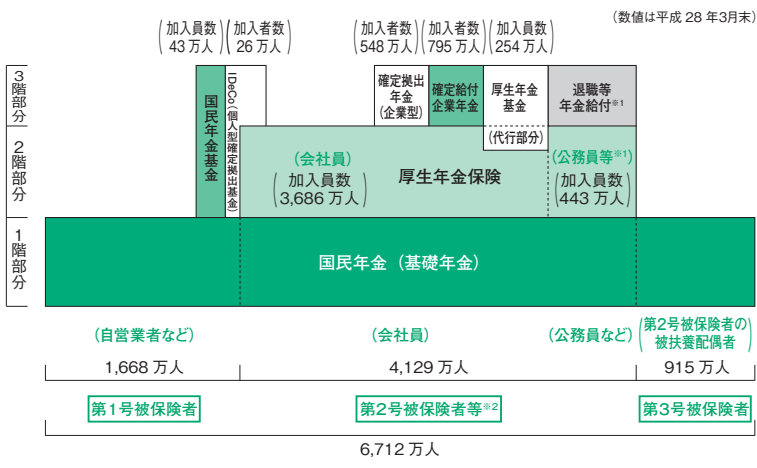 (数値は平成 28 年3月末)
(加入員数
43 万人)
(加入者数
26 万人)
(加入者数
548 万人)
(加入者数
795 万人)
(加入員数
254 万人)
3階部分
2階部分
1階部分
国民年金基金
iDeCo(個人型確定拠出基金)
確定拠出
年金
(企業型)
確定給付
企業年金
厚生年金
基金
(代行部分)
退職等
年金給付※1
(会社員)
(加入員数
3,686 万人)
厚生年金保険
(公務員等※1)
(加入員数
443 万人)
国民年金(基礎年金)
(自営業者など)
(会社員)
(公務員など)
(第2号被保険者の
被扶養配偶者)
1,668 万人
4,129 万人
915 万人
第1号被保険者
第2号被保険者等※2
第3号被保険者
6,712 万人